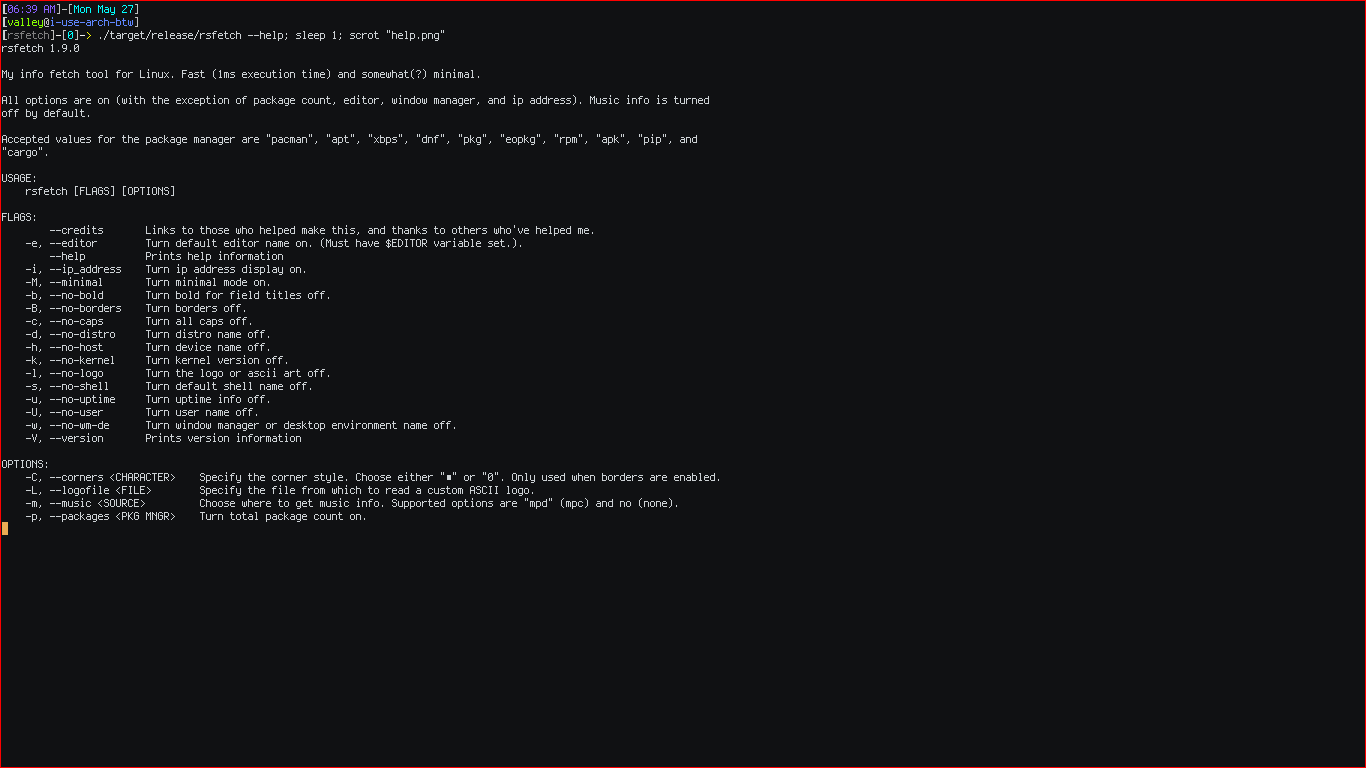 [06:39 AM]-[Mon May 27]
[valley@i-use-arch-btw]
[rsfetch]-[0]-> ./target/release/rsfetch --help; sleep 1; scrot "help.png"
rsfetch 1.9.0

My info fetch tool for Linux. Fast (1ms execution time) and somewhat(?) minimal.

All options are on (with the exception of package count, editor, window manager, and ip address). Music info is turned
off by default.

Accepted values for the package manager are "pacman", "apt", "xbps", "dnf", "pkg", "eopkg", "rpm", "apk", "pip", and
"cargo".

USAGE:
    rsfetch [FLAGS] [OPTIONS]

FLAGS:
        --credits       Links to those who helped make this, and thanks to others who've helped me.
    -e, --editor        Turn default editor name on. (Must have $EDITOR variable set.).
        --help          Prints help information
    -i, --ip_address    Turn ip address display on.
    -M, --minimal       Turn minimal mode on.
    -b, --no-bold       Turn bold for field titles off.
    -B, --no-borders    Turn borders off.
    -c, --no-caps       Turn all caps off.
    -d, --no-distro     Turn distro name off.
    -h, --no-host       Turn device name off.
    -k, --no-kernel     Turn kernel version off.
    -l, --no-logo       Turn the logo or ascii art off.
    -s, --no-shell      Turn default shell name off.
    -u, --no-uptime     Turn uptime info off.
    -U, --no-user       Turn user name off.
    -w, --no-wm-de      Turn window manager or desktop environment name off.
    -V, --version       Prints version information

OPTIONS:
    -C, --corners <CHARACTER>    Specify the corner style. Choose either "■" or "0". Only used when borders are enabled.
    -L, --logofile <FILE>        Specify the file from which to read a custom ASCII logo.
    -m, --music <SOURCE>         Choose where to get music info. Supported options are "mpd" (mpc) and no (none).
    -p, --packages <PKG MNGR>    Turn total package count on.